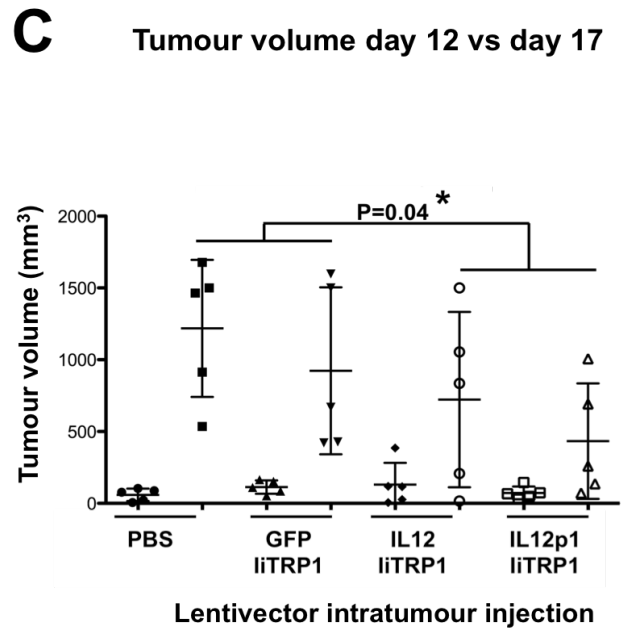 C
Tumour volume day 12 vs day 17
P=0.04 *
Tumour volume (mm³)
2000
1500
1000
500
0
PBS
GFP
IiTRP1
IL12
IiTRP1
IL12p1
IiTRP1
Lentivector intratumour injection